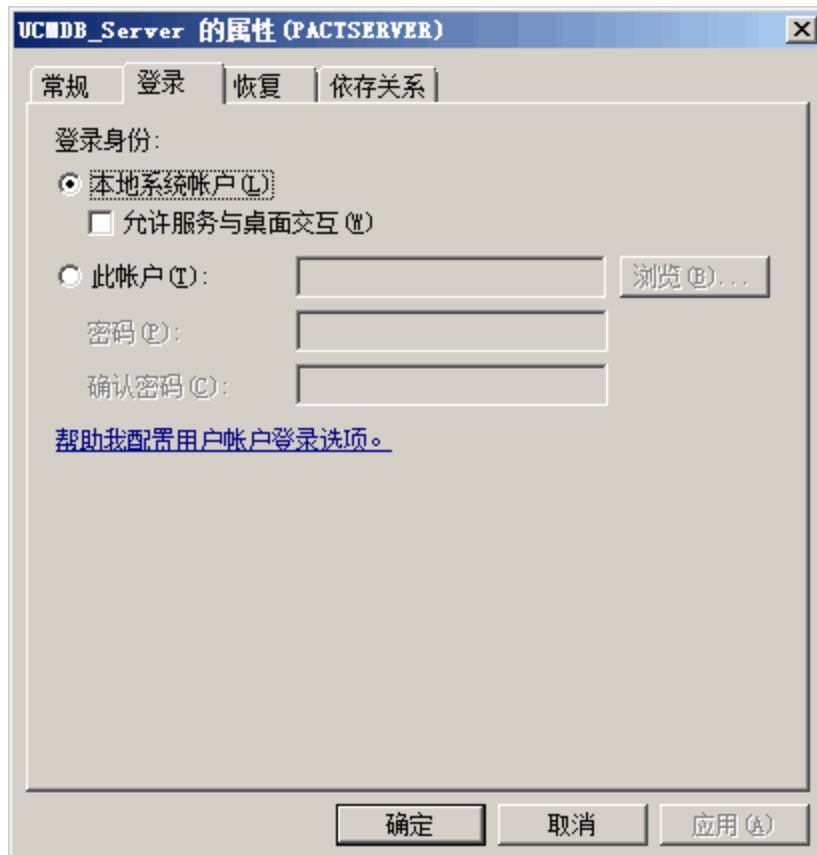 UCMDB_Server 的属性(PACTSERVER)
常规 登录 恢复 依存关系
登录身份:
本地系统帐户(L)
允许服务与桌面交互(W)
此帐户(T): 浏览(B)...
密码(P):
确认密码(C):
帮助我配置用户帐户登录选项。
确定 取消 应用(A)